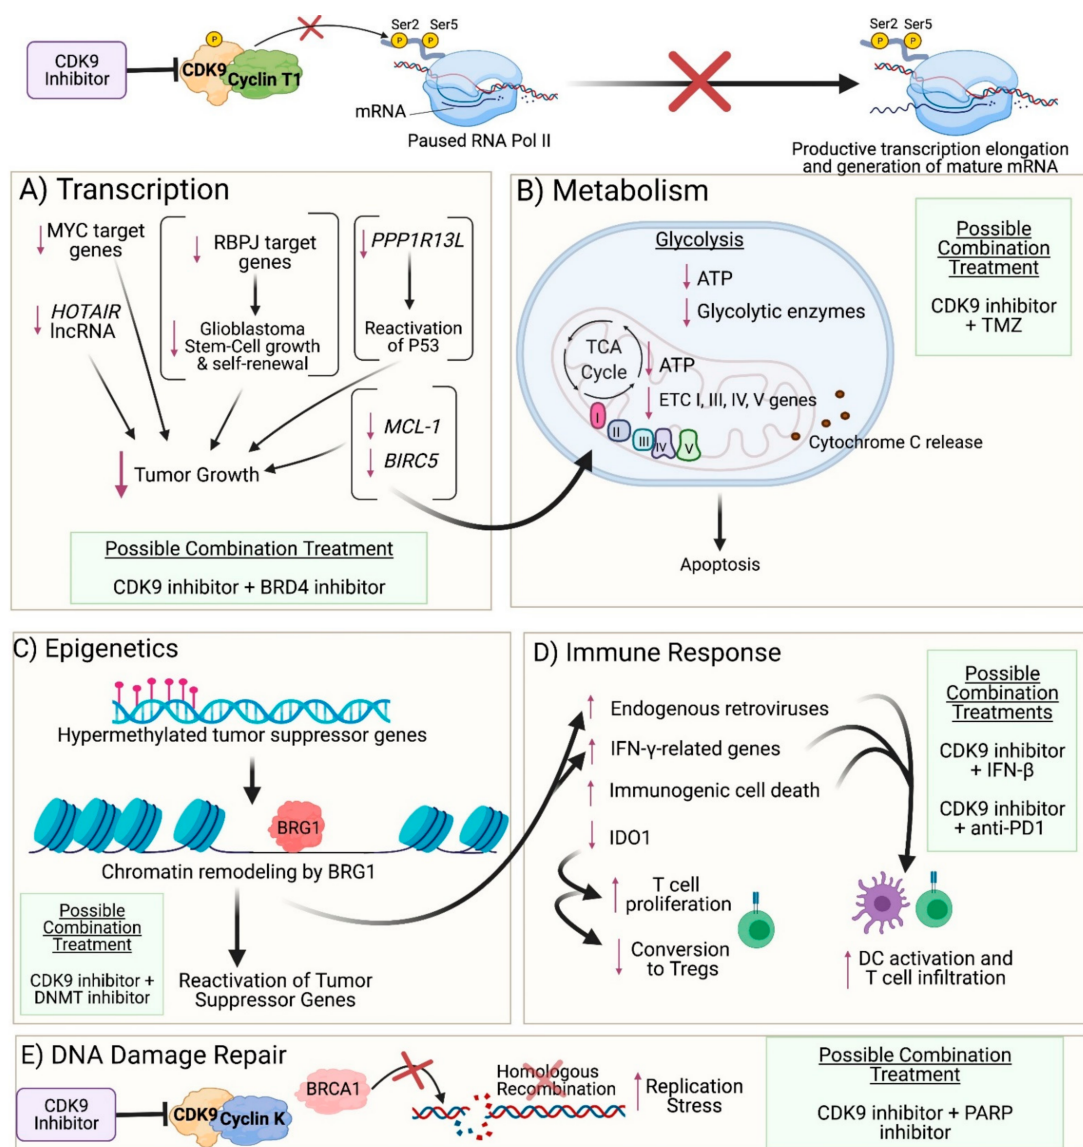 Ser2 Ser5
Ser2 Ser5
P
P P
P P
CDK9
Inhibitor
CDK9
Cyclin T1
mRNA
Paused RNA Pol II
Productive transcription elongation
and generation of mature mRNA
A) Transcription
MYC target
genes
HOTAIR
lncRNA
RBPJ target
genes
Glioblastoma
Stem-Cell growth
& self-renewal
PPP1R13L
Reactivation
of P53
MCL-1
BIRC5
Tumor Growth
Possible Combination Treatment
CDK9 inhibitor + BRD4 inhibitor
B) Metabolism
Glycolysis
ATP
Glycolytic enzymes
TCA
Cycle
ATP
ETC I, III, IV, V genes
I
II
III
IV
V
Cytochrome C release
Apoptosis
Possible
Combination
Treatment
CDK9 inhibitor
+ TMZ
C) Epigenetics
Hypermethylated tumor suppressor genes
BRG1
Chromatin remodeling by BRG1
Possible
Combination
Treatment
CDK9 inhibitor +
DNMT inhibitor
Reactivation of Tumor
Suppressor Genes
D) Immune Response
Endogenous retroviruses
IFN-γ-related genes
Immunogenic cell death
IDO1
T cell
proliferation
Conversion
to Tregs
DC activation and
T cell infiltration
Possible
Combination
Treatments
CDK9 inhibitor
+ IFN-β
CDK9 inhibitor
+ anti-PD1
E) DNA Damage Repair
CDK9
Inhibitor
CDK9
Cyclin K
BRCA1
Homologous
Recombination
Replication
Stress
Possible Combination
Treatment
CDK9 inhibitor + PARP
inhibitor